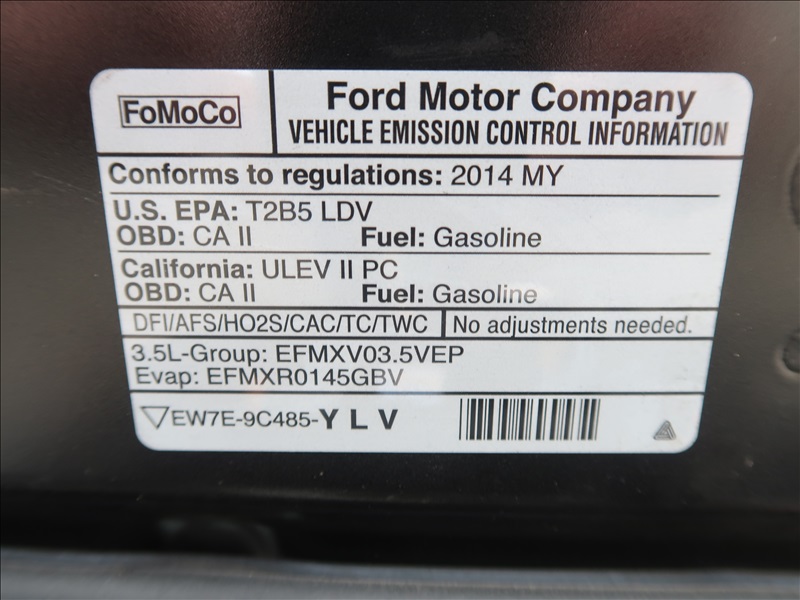 FoMoCo
Ford Motor Company
VEHICLE EMISSION CONTROL INFORMATION
Conforms to regulations: 2014 MY
U.S. EPA: T2B5 LDV
OBD: CA II Fuel: Gasoline
California: ULEV II PC
OBD: CA II Fuel: Gasoline
DFI/AFS/HO2S/CAC/TC/TWC No adjustments needed.
3.5L-Group: EFMXV03.5VEP
Evap: EFMXR0145GBV
EW7E-9C485-YLV